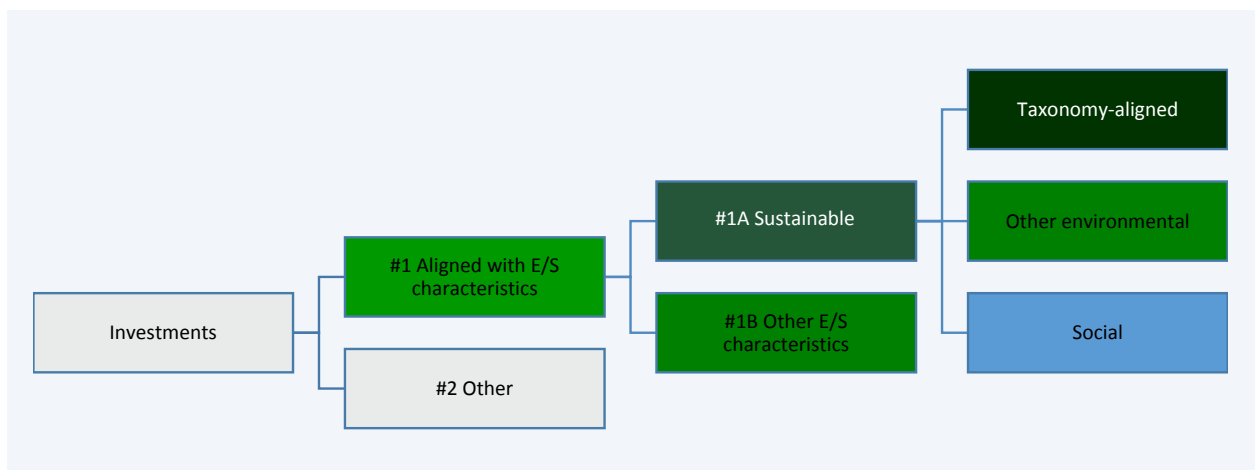 Taxonomy-aligned
#1A Sustainable
Other environmental
#1 Aligned with E/S
characteristics
Investments
#1B Other E/S
characteristics
Social
#2 Other